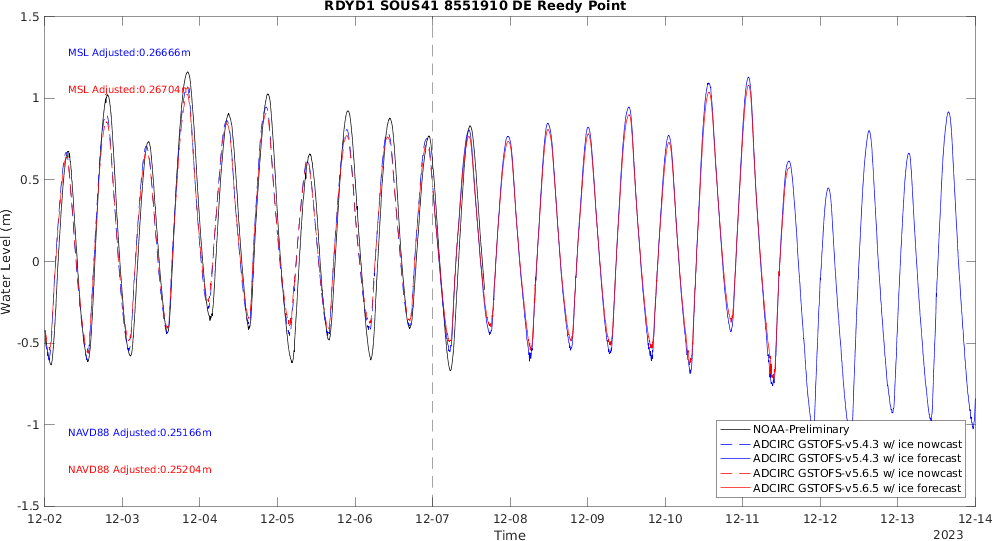 RDYD1 SOUS41 8551910 DE Reedy Point
1.5
1
0.5
0
-0.5
-1
-1.5
Water Level (m)
MSL Adjusted:0.26666m
MSL Adjusted:0.26704m
NAVD88 Adjusted:0.25166m
NAVD88 Adjusted:0.25204m
NOAA-Preliminary
ADCIRC GSTOFS-v5.4.3 w/ ice nowcast
ADCIRC GSTOFS-v5.4.3 w/ ice forecast
ADCIRC GSTOFS-v5.6.5 w/ ice nowcast
ADCIRC GSTOFS-v5.6.5 w/ ice forecast
12-02 12-03 12-04 12-05 12-06 12-07 12-08 12-09 12-10 12-11 12-12 12-13 12-14
Time
2023